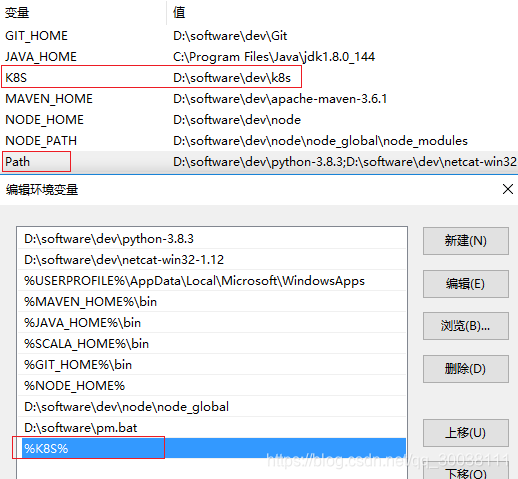 变量 值
GIT_HOME D:\software\dev\Git
JAVA_HOME C:\Program Files\Java\jdk1.8.0_144
K8S D:\software\dev\k8s
MAVEN_HOME D:\software\dev\apache-maven-3.6.1
NODE_HOME D:\software\dev\node
NODE_PATH D:\software\dev\node\node_global\node_modules
Path D:\software\dev\python-3.8.3;D:\software\dev\netcat-win32
编辑环境变量
D:\software\dev\python-3.8.3 新建(N)
D:\software\dev\netcat-win32-1.12
%USERPROFILE%\AppData\Local\Microsoft\WindowsApps 编辑(E)
%MAVEN_HOME%\bin
%JAVA_HOME%\bin 浏览(B)...
%SCALA_HOME%\bin
%GIT_HOME%\bin 删除(D)
%NODE_HOME%
D:\software\dev\node\node_global
D:\software\pm.bat 上移(U)
%K8S%
https://blog.csdn.net/qq_30038111
下移(O)